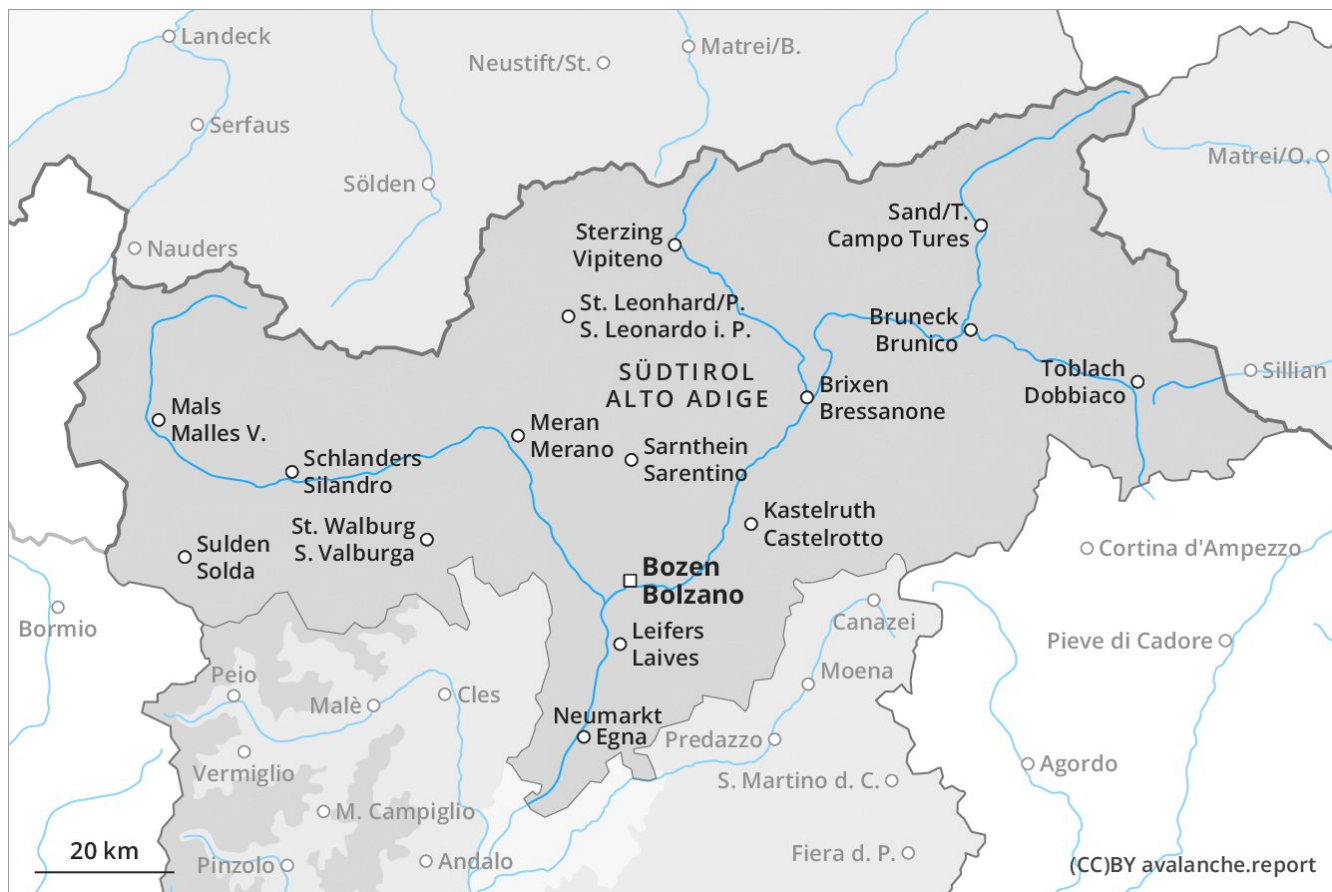 Landeck
Matrei/B.
Neustift/St.
Serfaus
Matrei/O.
Sölden
Nauders
Sand/T.
Campo Tures
Sterzing
Vipiteno
St. Leonhard/P.
S. Leonardo i. P.
Bruneck
Brunico
SÜDTIROL
ALTO ADIGE
Toblach
Dobbiaco
Sillian
Brixen
Bressanone
Mals
Malles V.
Meran
Merano
Sarnthein
Sarentino
Schlanders
Silandro
St. Walburg
S. Valburga
Kastelruth
Castelrotto
Sulden
Solda
Cortina d'Ampezzo
Bozen
Bolzano
Bormio
Leifers
Laives
Canazei
Pieve di Cadore
Peio
Moena
Malè
Cles
Neumarkt
Egna
Predazzo
Vermiglio
Agordo
S. Martino d. C.
M. Campiglio
20 km
Pinzolo
Andalo
Fiera d. P.
(CC)BY avalanche.report